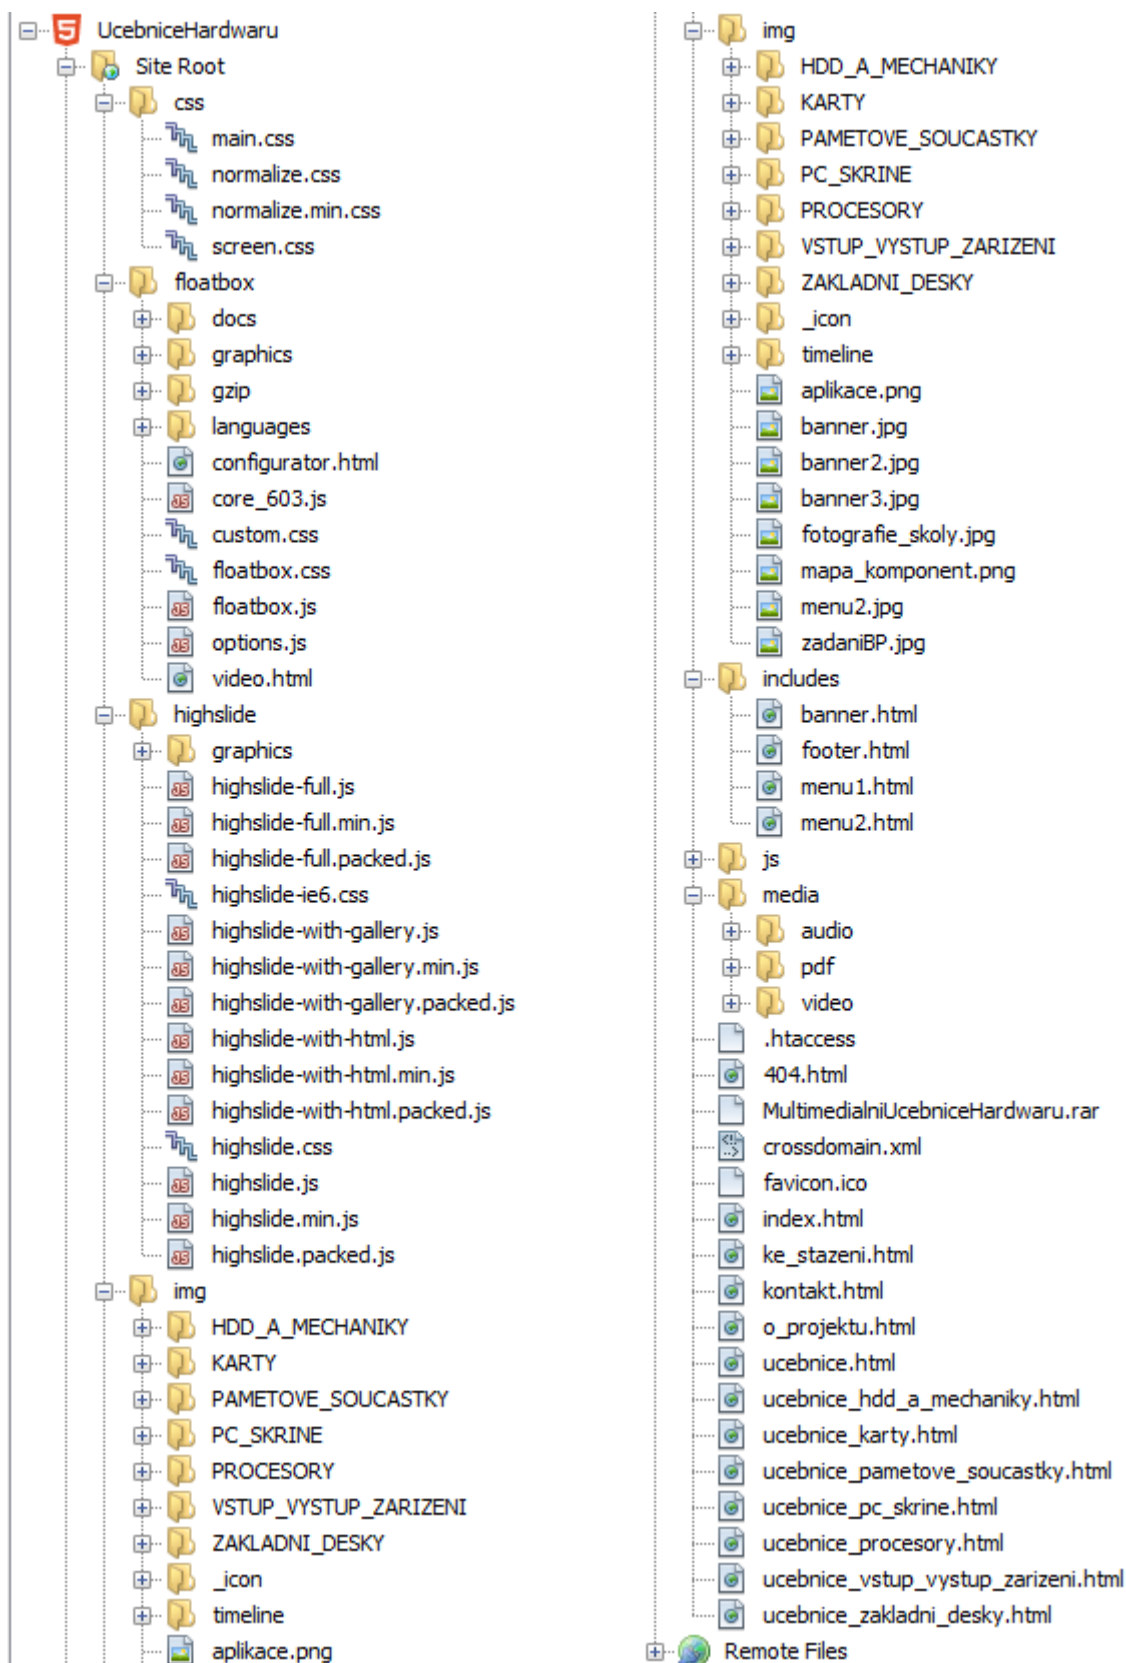 UcebniceHardwaru
Site Root
css
main.css
normalize.css
normalize.min.css
screen.css
floatbox
docs
graphics
gzip
languages
configurator.html
core_603.js
custom.css
floatbox.css
floatbox.js
options.js
video.html
highslide
graphics
highslide-full.js
highslide-full.min.js
highslide-full.packed.js
highslide-ie6.css
highslide-with-gallery.js
highslide-with-gallery.min.js
highslide-with-gallery.packed.js
highslide-with-html.js
highslide-with-html.min.js
highslide-with-html.packed.js
highslide.css
highslide.js
highslide.min.js
highslide.packed.js
img
HDD_A_MECHANIKY
KARTY
PAMETOVE_SOUCASTKY
PC_SKRINE
PROCESORY
VSTUP_VYSTUP_ZARIZENI
ZAKLADNI_DESKY
_icon
timeline
aplikace.png
img
HDD_A_MECHANIKY
KARTY
PAMETOVE_SOUCASTKY
PC_SKRINE
PROCESORY
VSTUP_VYSTUP_ZARIZENI
ZAKLADNI_DESKY
_icon
timeline
aplikace.png
banner.jpg
banner2.jpg
banner3.jpg
fotografie_skoly.jpg
mapa_komponent.png
menu2.jpg
zadaniBP.jpg
includes
banner.html
footer.html
menu1.html
menu2.html
js
media
audio
pdf
video
.htaccess
404.html
MultimedialniUcebniceHardwaru.rar
crossdomain.xml
favicon.ico
index.html
ke_stazeni.html
kontakt.html
o_projektu.html
ucebnice.html
ucebnice_hdd_a_mechaniky.html
ucebnice_karty.html
ucebnice_pametove_soucastky.html
ucebnice_pc_skrine.html
ucebnice_procesory.html
ucebnice_vstup_vystup_zarizeni.html
ucebnice_zakladni_desky.html
Remote Files